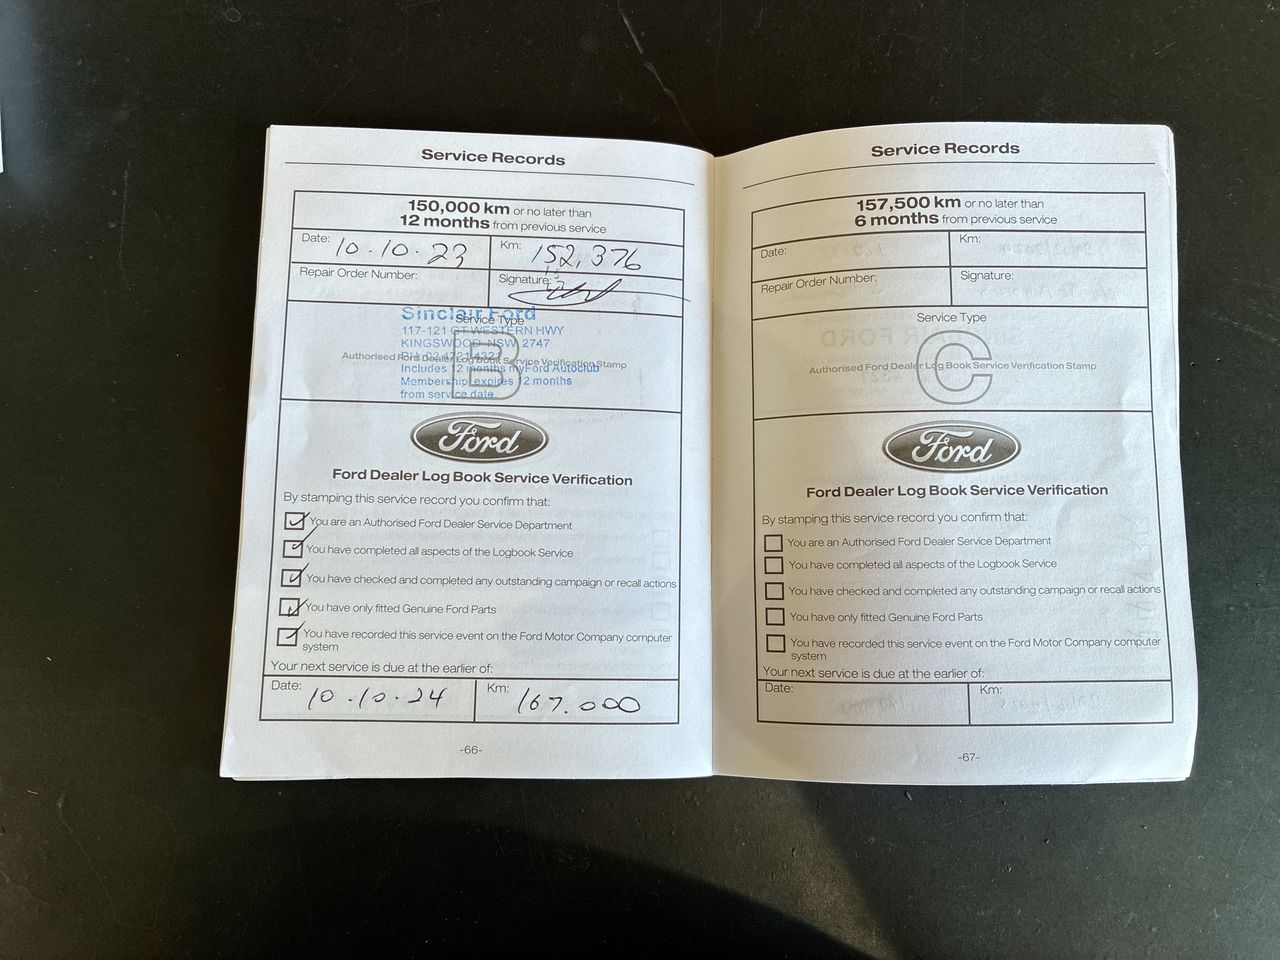 Service Records
150,000 km or no later than
12 months from previous service
Date: 10.10.23
Km: 152,376
Repair Order Number:
Signature:
Sinclair Ford
Service Type
117-121 GT WESTERN HWY
KINGSWOOD NSW 2747
B
PH: 02 4721 4321
Authorised Ford Dealer Log Book Service Verification Stamp
Includes 12 months myFord Autoclub
Membership expires 12 months
from service date
Ford
Ford Dealer Log Book Service Verification
By stamping this service record you confirm that:
You are an Authorised Ford Dealer Service Department
You have completed all aspects of the Logbook Service
You have checked and completed any outstanding campaign or recall actions
You have only fitted Genuine Ford Parts
You have recorded this service event on the Ford Motor Company computer
system
Your next service is due at the earlier of:
Date: 10.10.24
Km: 167.000
-66-
Service Records
157,500 km or no later than
6 months from previous service
Date:
Km:
Repair Order Number:
Signature:
Service Type
C
Authorised Ford Dealer Log Book Service Verification Stamp
Ford
Ford Dealer Log Book Service Verification
By stamping this service record you confirm that:
You are an Authorised Ford Dealer Service Department
You have completed all aspects of the Logbook Service
You have checked and completed any outstanding campaign or recall actions
You have only fitted Genuine Ford Parts
You have recorded this service event on the Ford Motor Company computer
system
Your next service is due at the earlier of:
Date:
Km:
-67-